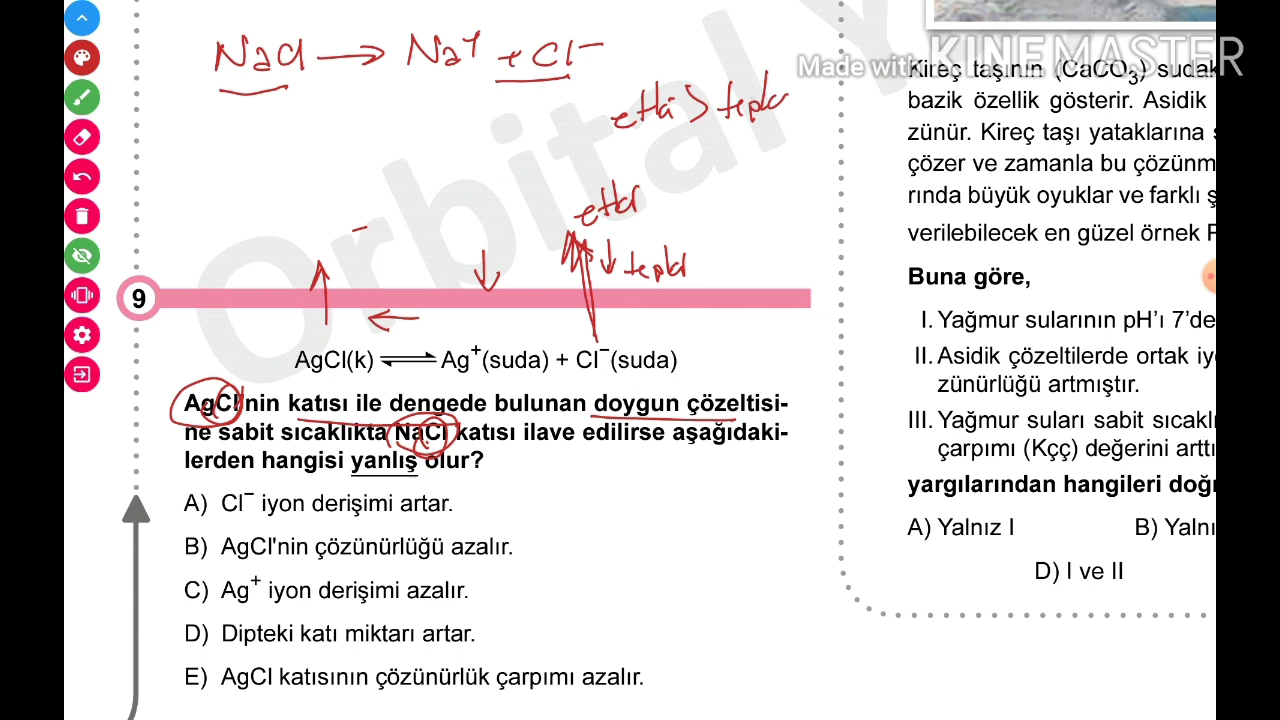 NaCl → Na⁺ + Cl⁻
etki > tepki
etki
↓ tepki
Orbital Y
Made with KINEMASTER
9
AgCl(k) ⇌ Ag⁺(suda) + Cl⁻(suda)
AgCl'nin katısı ile dengede bulunan doygun çözeltisi-
ne sabit sıcaklıkta NaCl katısı ilave edilirse aşağıdaki-
lerden hangisi yanlış olur?
A) Cl⁻ iyon derişimi artar.
B) AgCl'nin çözünürlüğü azalır.
C) Ag⁺ iyon derişimi azalır.
D) Dipteki katı miktarı artar.
E) AgCl katısının çözünürlük çarpımı azalır.
Kireç taşının (CaCO₃) sudak
bazik özellik gösterir. Asidik
zünür. Kireç taşı yataklarına s
çözer ve zamanla bu çözünm
rında büyük oyuklar ve farklı ş
verilebilecek en güzel örnek P
Buna göre,
I. Yağmur sularının pH'ı 7'de
II. Asidik çözeltilerde ortak iy
zünürlüğü artmıştır.
III. Yağmur suları sabit sıcaklı
çarpımı (Kçç) değerini arttı
yargılarından hangileri doğr
A) Yalnız I B) Yalnı
D) I ve II